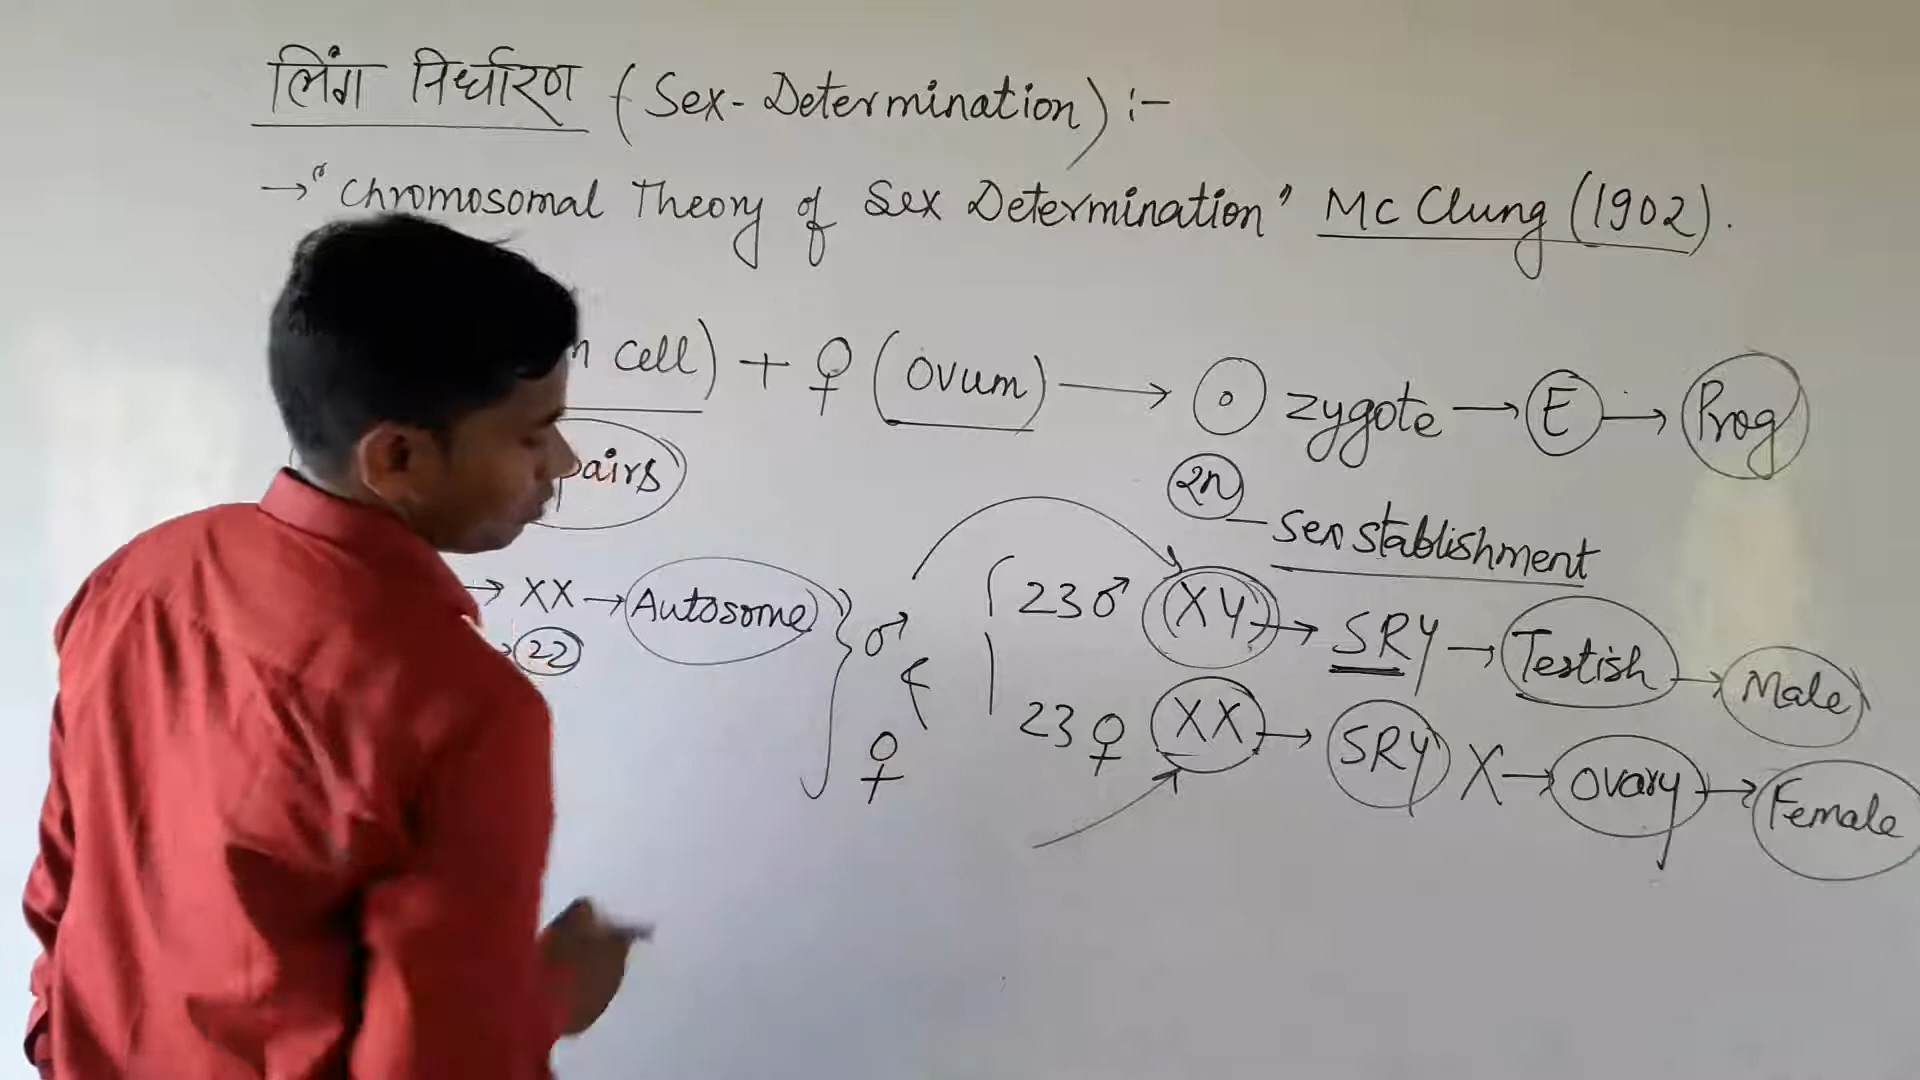 लिंग निर्धारण (Sex-Determination) :-
→ "Chromosomal Theory of Sex Determination" Mc Clung (1902).
Cell) + ♀ (Ovum) → zygote → E → Prog
pairs
2n
Sex stablishment
→ XX → Autosome } ♂
23 ♂ (XY) → SRY → Testish → Male
22
♀
23 ♀ XX → SRY X → Ovary → Female